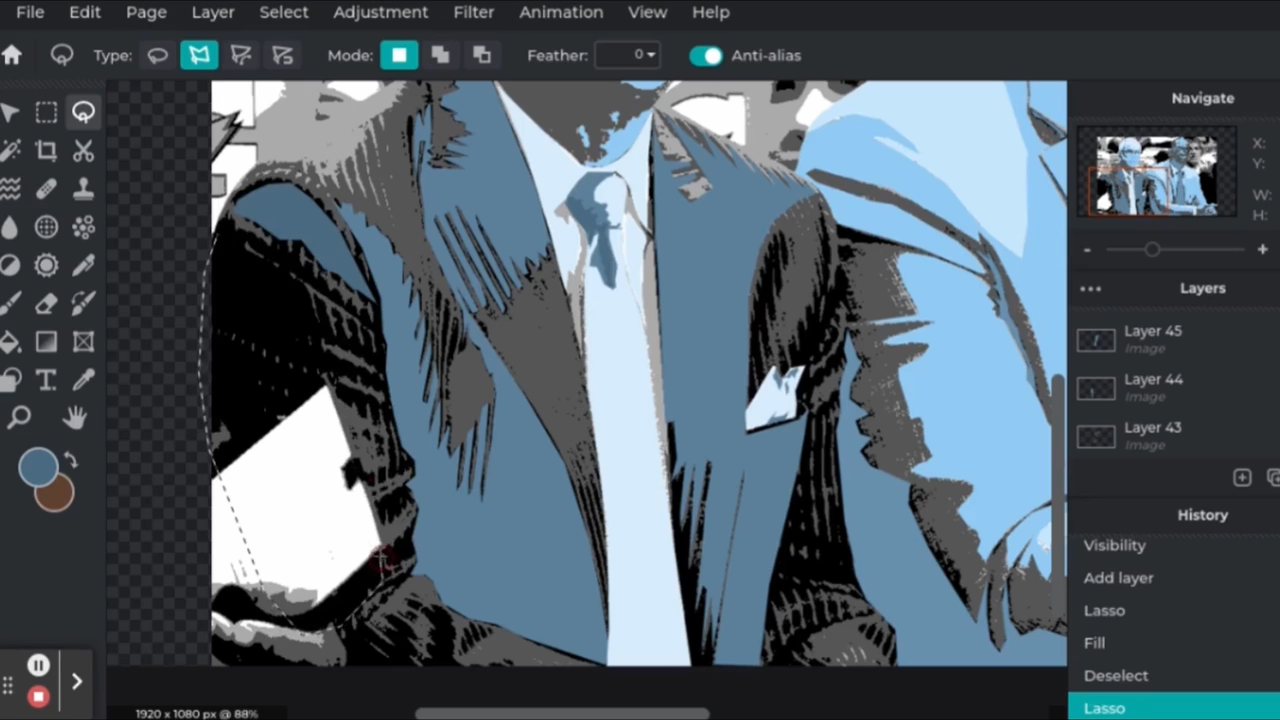 File Edit Page Layer Select Adjustment Filter Animation View Help
Type: Mode: Feather: 0 Anti-alias
Navigate
X:
Y:
W:
H:
- +
Layers
Layer 45
Image
Layer 44
Image
Layer 43
Image
History
Visibility
Add layer
Lasso
Fill
Deselect
Lasso
1920 x 1080 px @ 88%